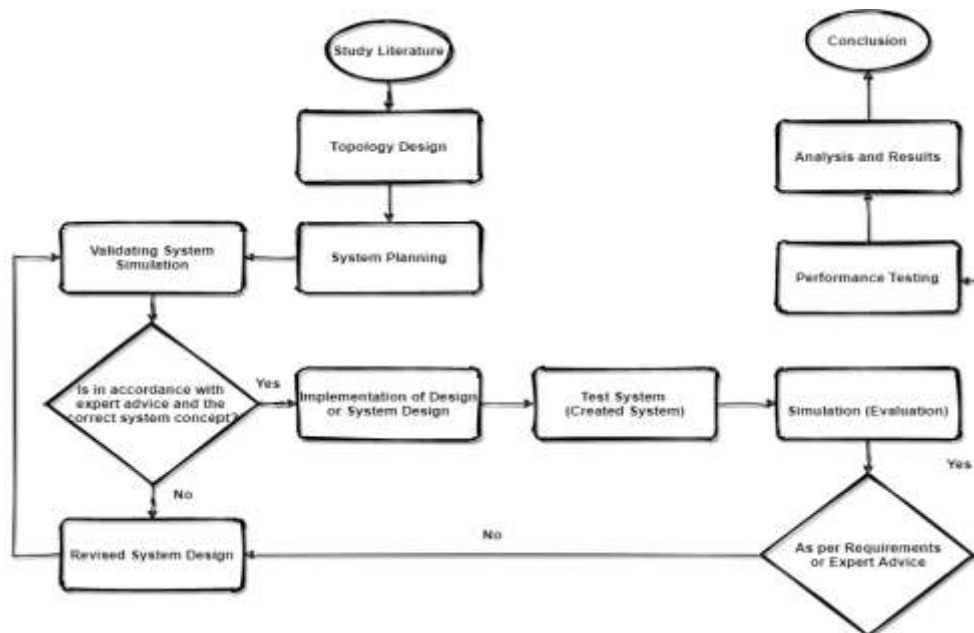 Study Literature
Conclusion
Topology Design
Analysis and Results
Validating System
Simulation
System Planning
Performance Testing
Is in accordance with
expert advice and the
correct system concept?
Yes
Implementation of Design
or System Design
Test System
(Created System)
Simulation (Evaluation)
Yes
No
Revised System Design
No
As per Requirements
or Expert Advice